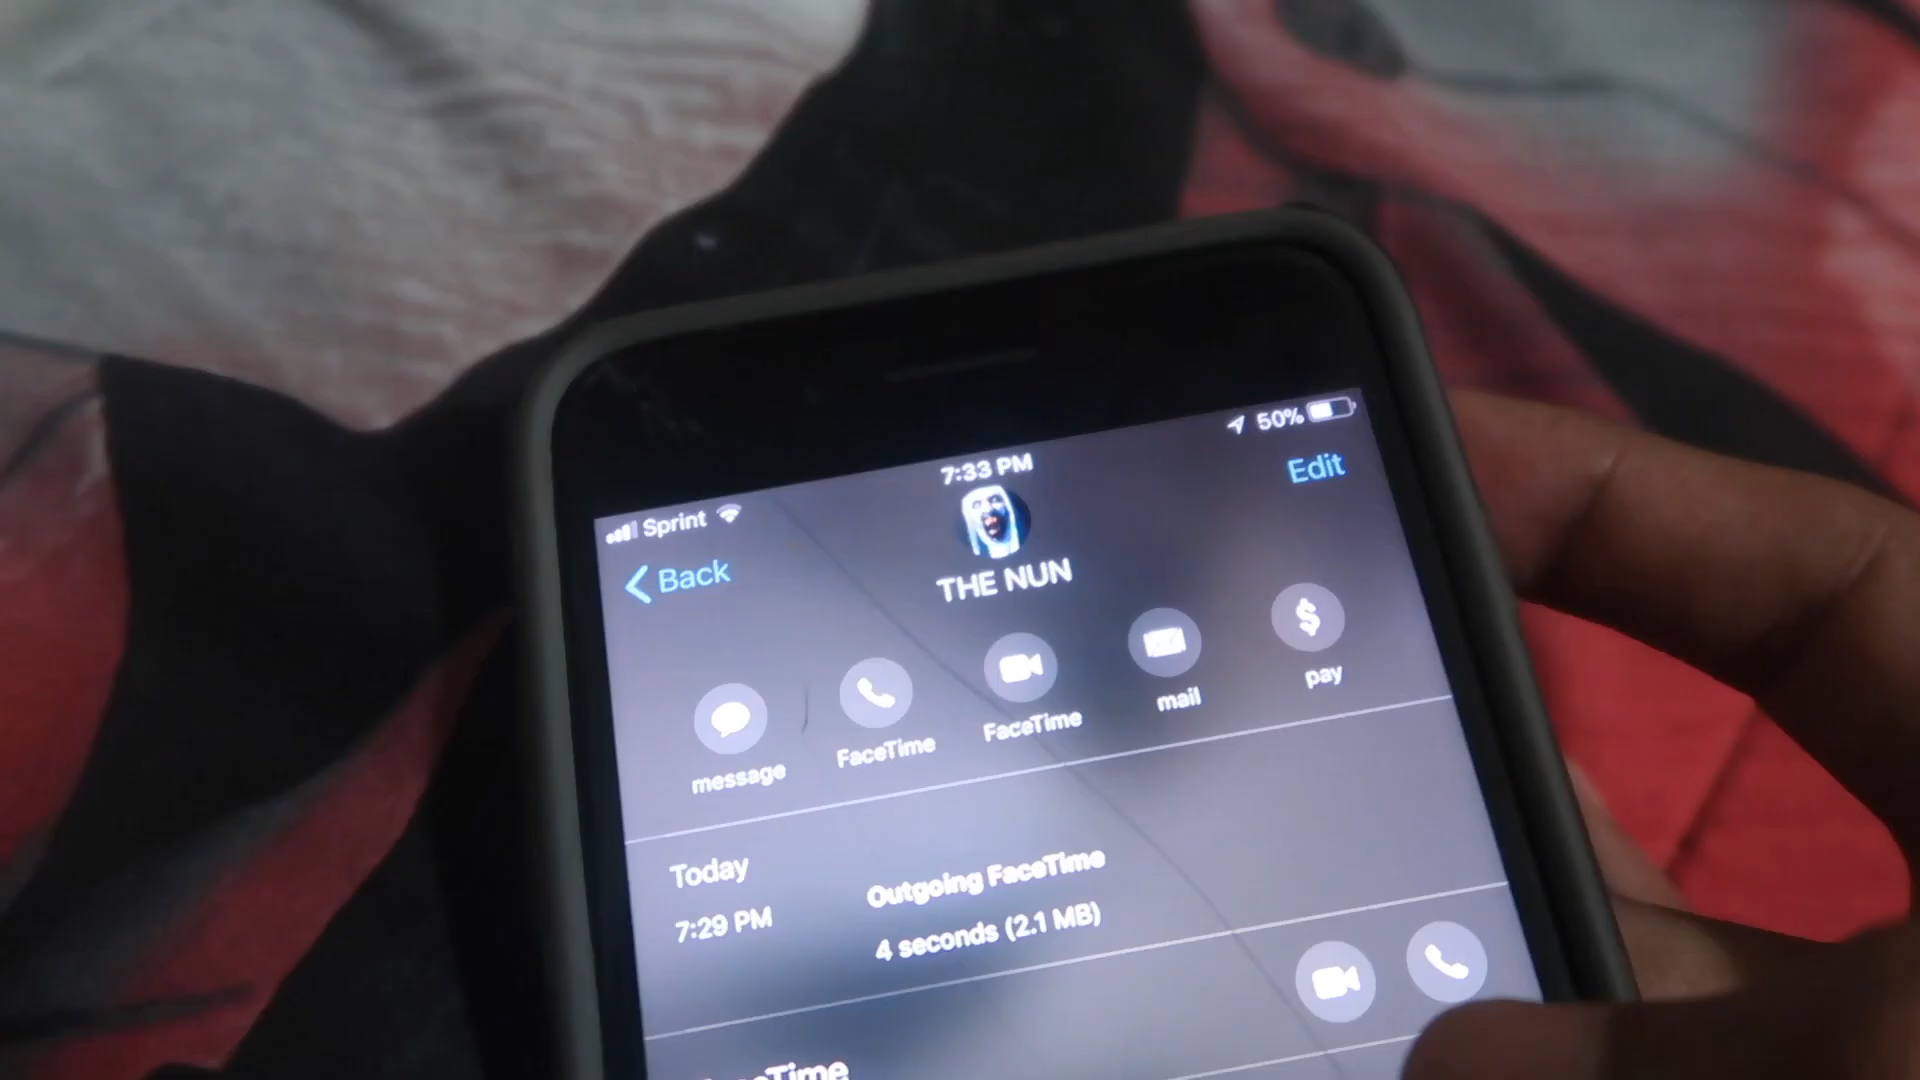 Sprint
7:33 PM
50%
Back
Edit
THE NUN
message
FaceTime
FaceTime
mail
pay
Today
7:29 PM
Outgoing FaceTime
4 seconds (2.1 MB)
FaceTime